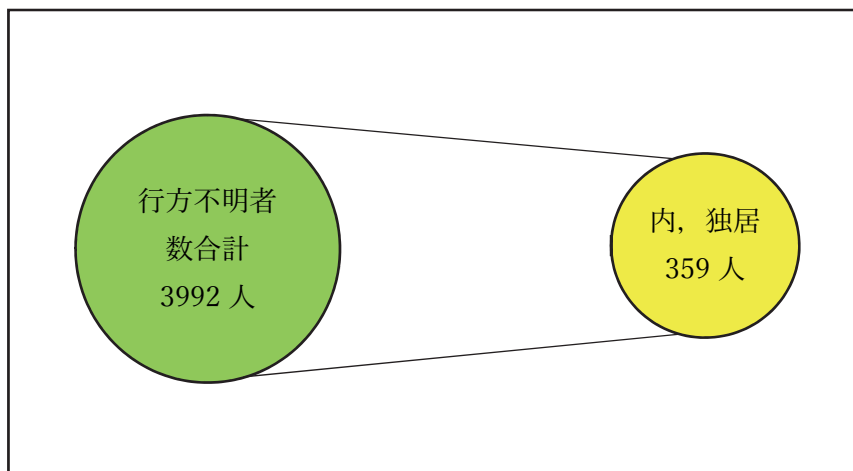 行方不明者
数合計
3992 人
内，独居
359 人